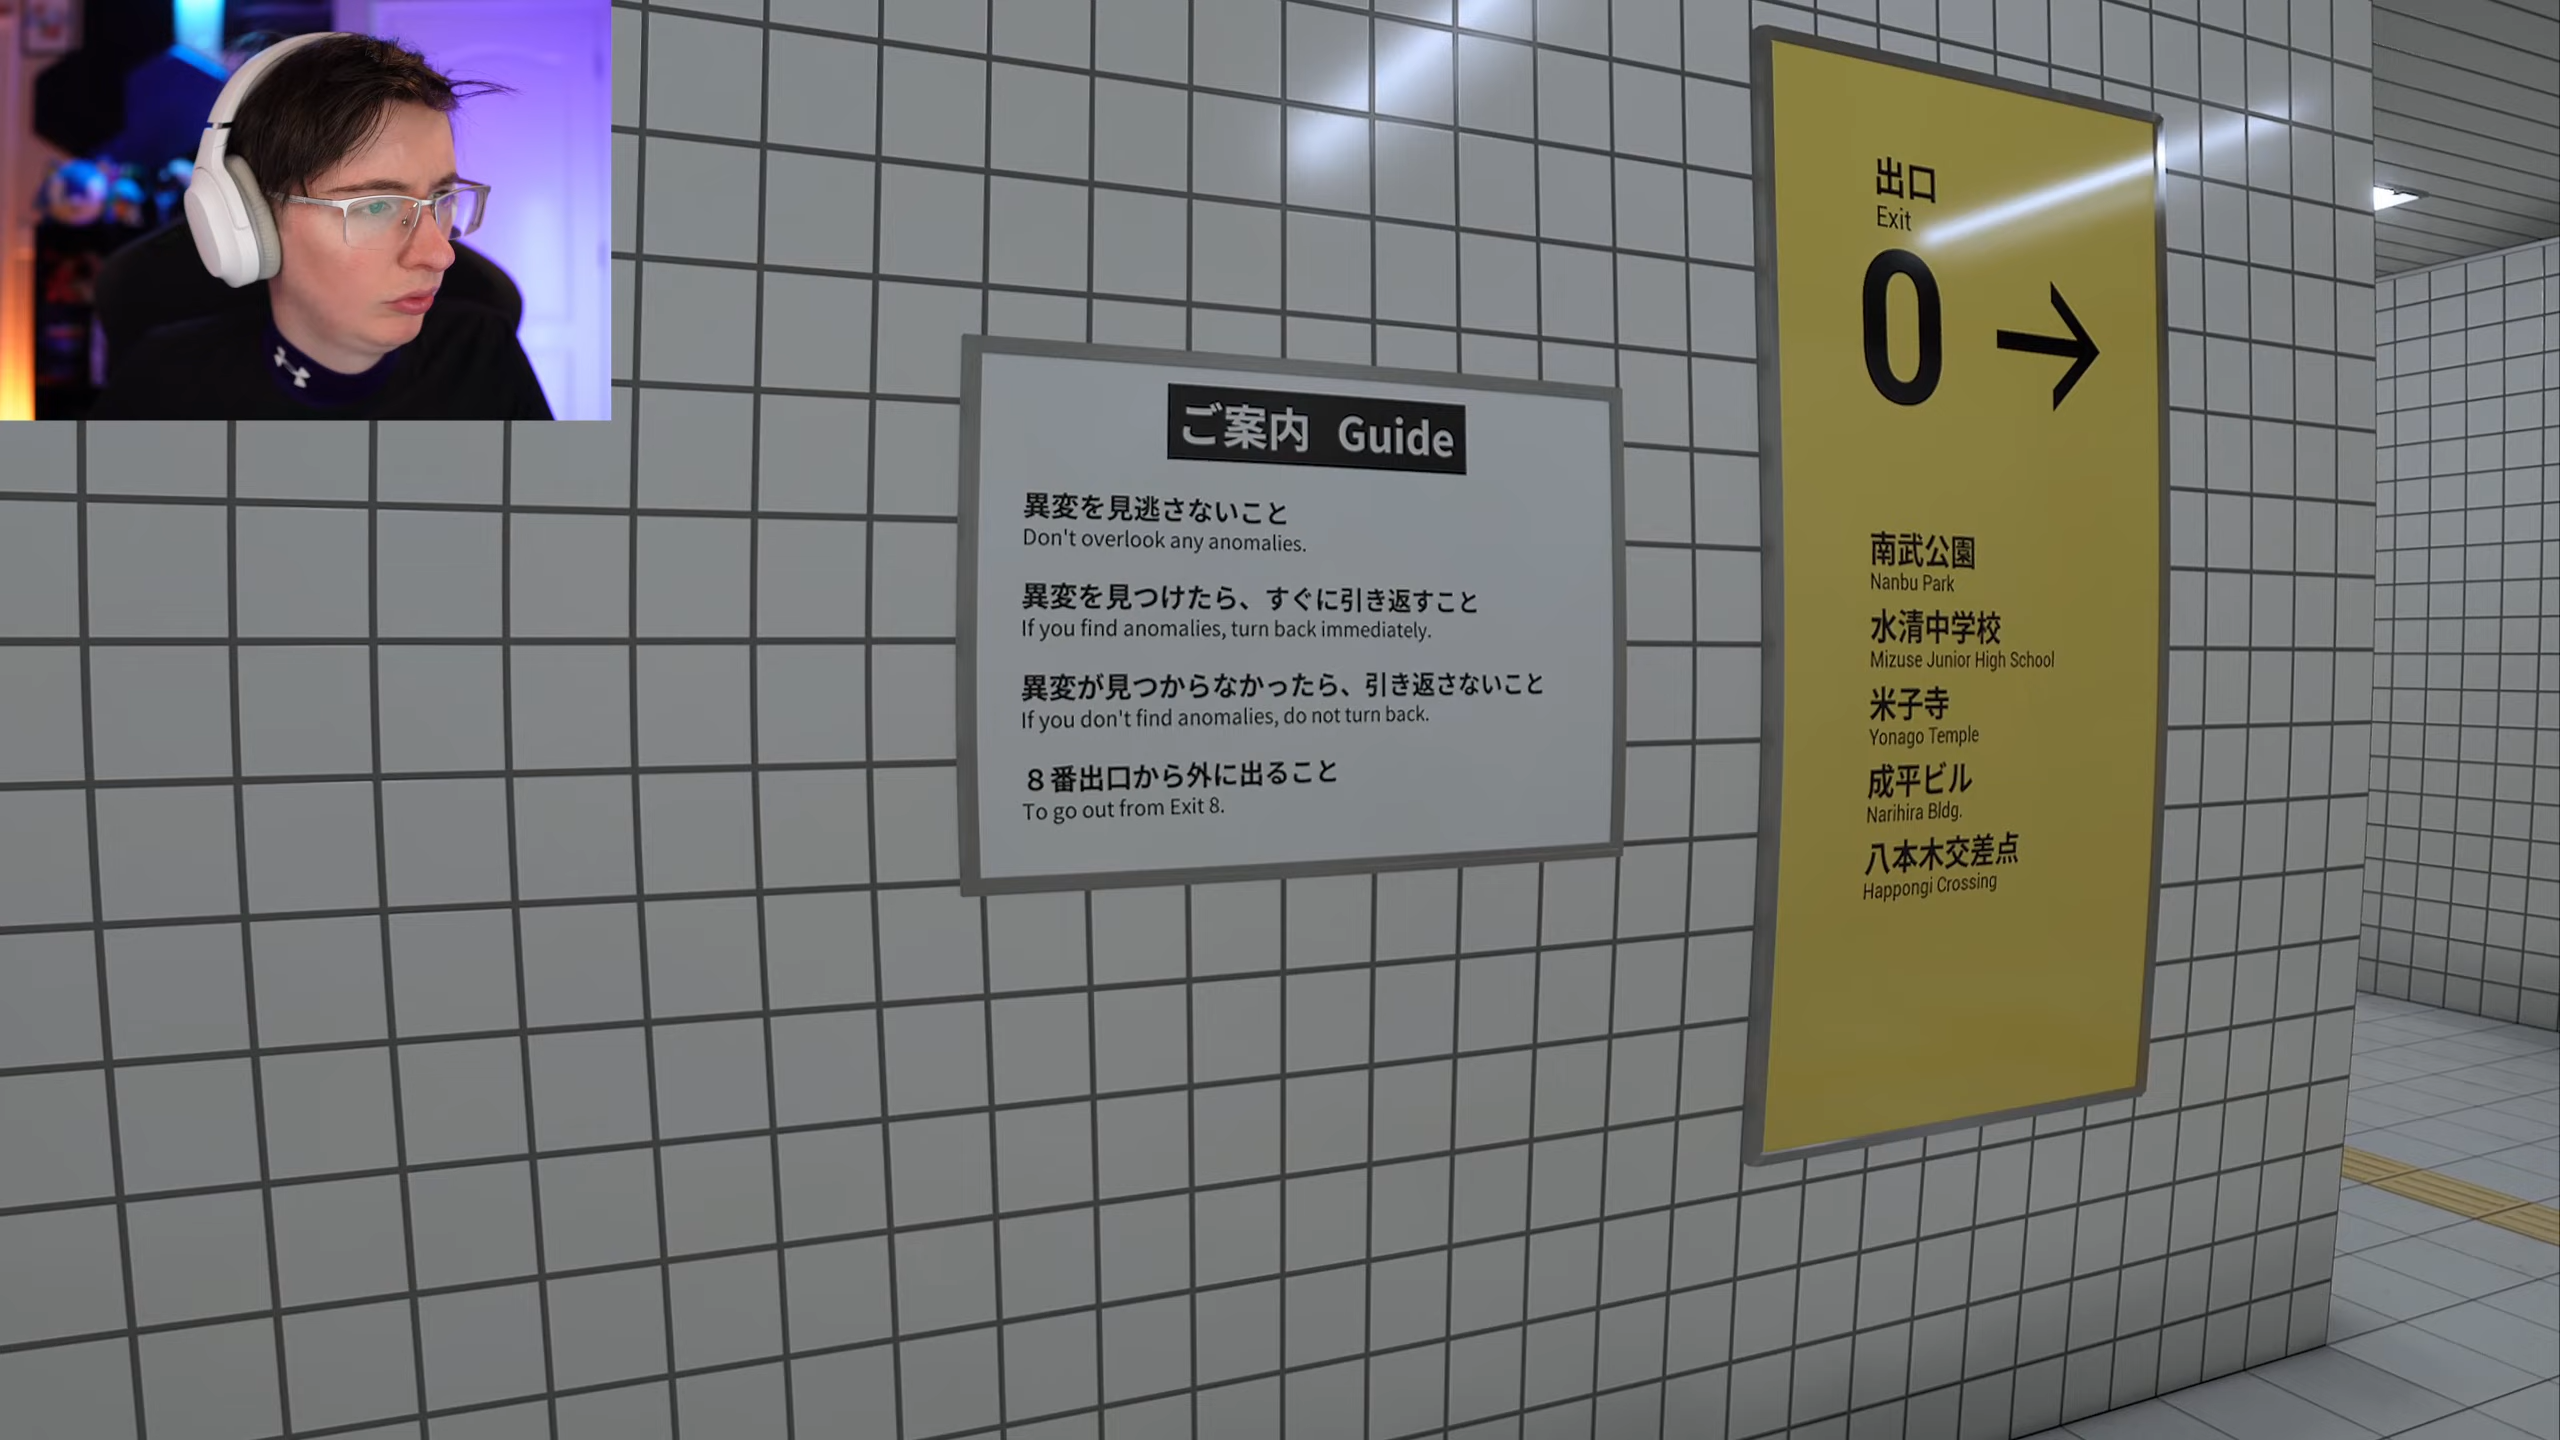 ご案内 Guide
異変を見逃さないこと
Don't overlook any anomalies.
異変を見つけたら、すぐに引き返すこと
If you find anomalies, turn back immediately.
異変が見つからなかったら、引き返さないこと
If you don't find anomalies, do not turn back.
８番出口から外に出ること
To go out from Exit 8.
出口
Exit
0 →
南武公園
Nanbu Park
水清中学校
Mizuse Junior High School
米子寺
Yonago Temple
成平ビル
Narihira Bldg.
八本木交差点
Happongi Crossing